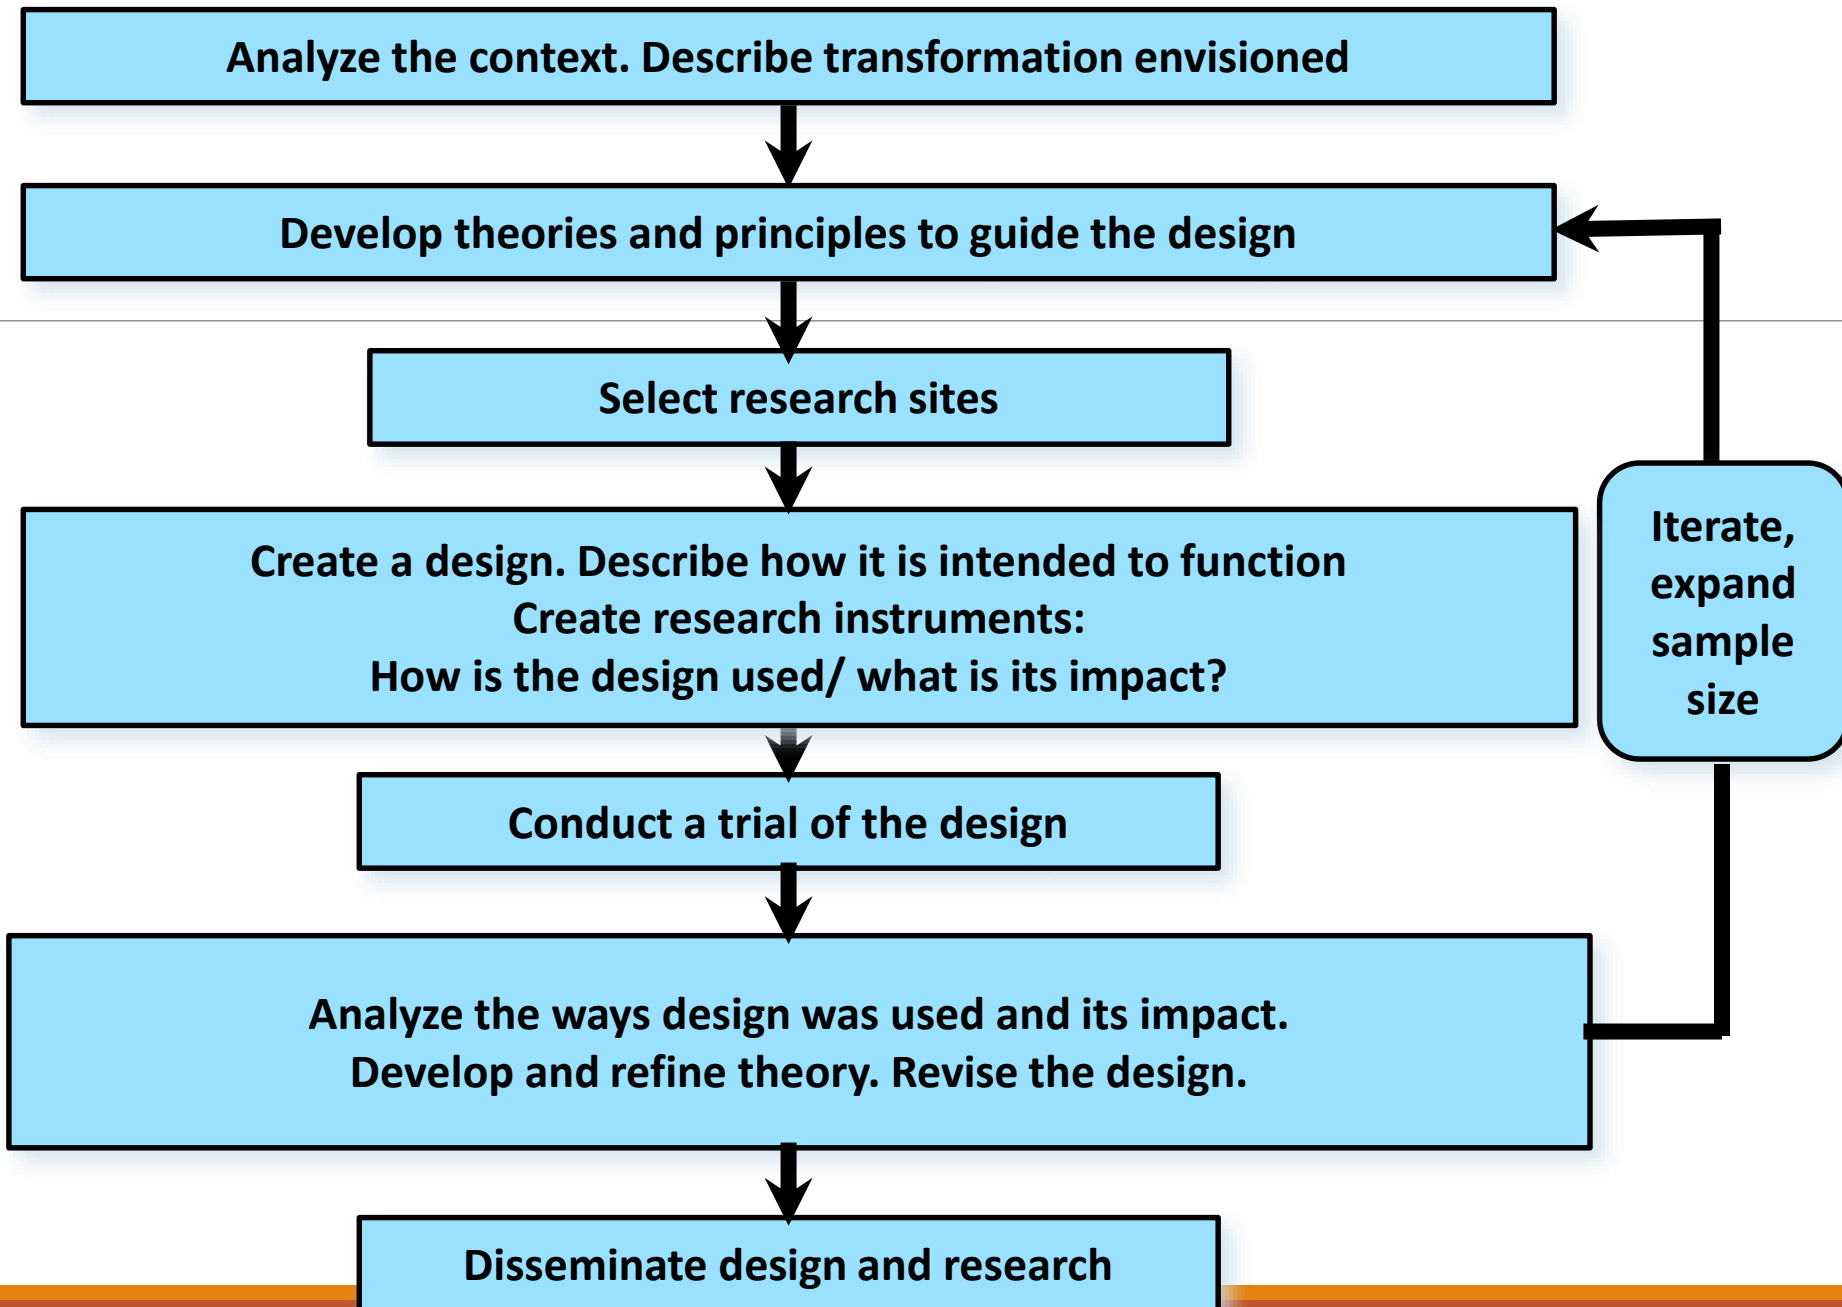 Analyze the context. Describe transformation envisioned
Develop theories and principles to guide the design
Select research sites
Create a design. Describe how it is intended to function
Create research instruments:
How is the design used/ what is its impact?
Iterate,
expand
sample
size
Conduct a trial of the design
Analyze the ways design was used and its impact.
Develop and refine theory. Revise the design.
Disseminate design and research